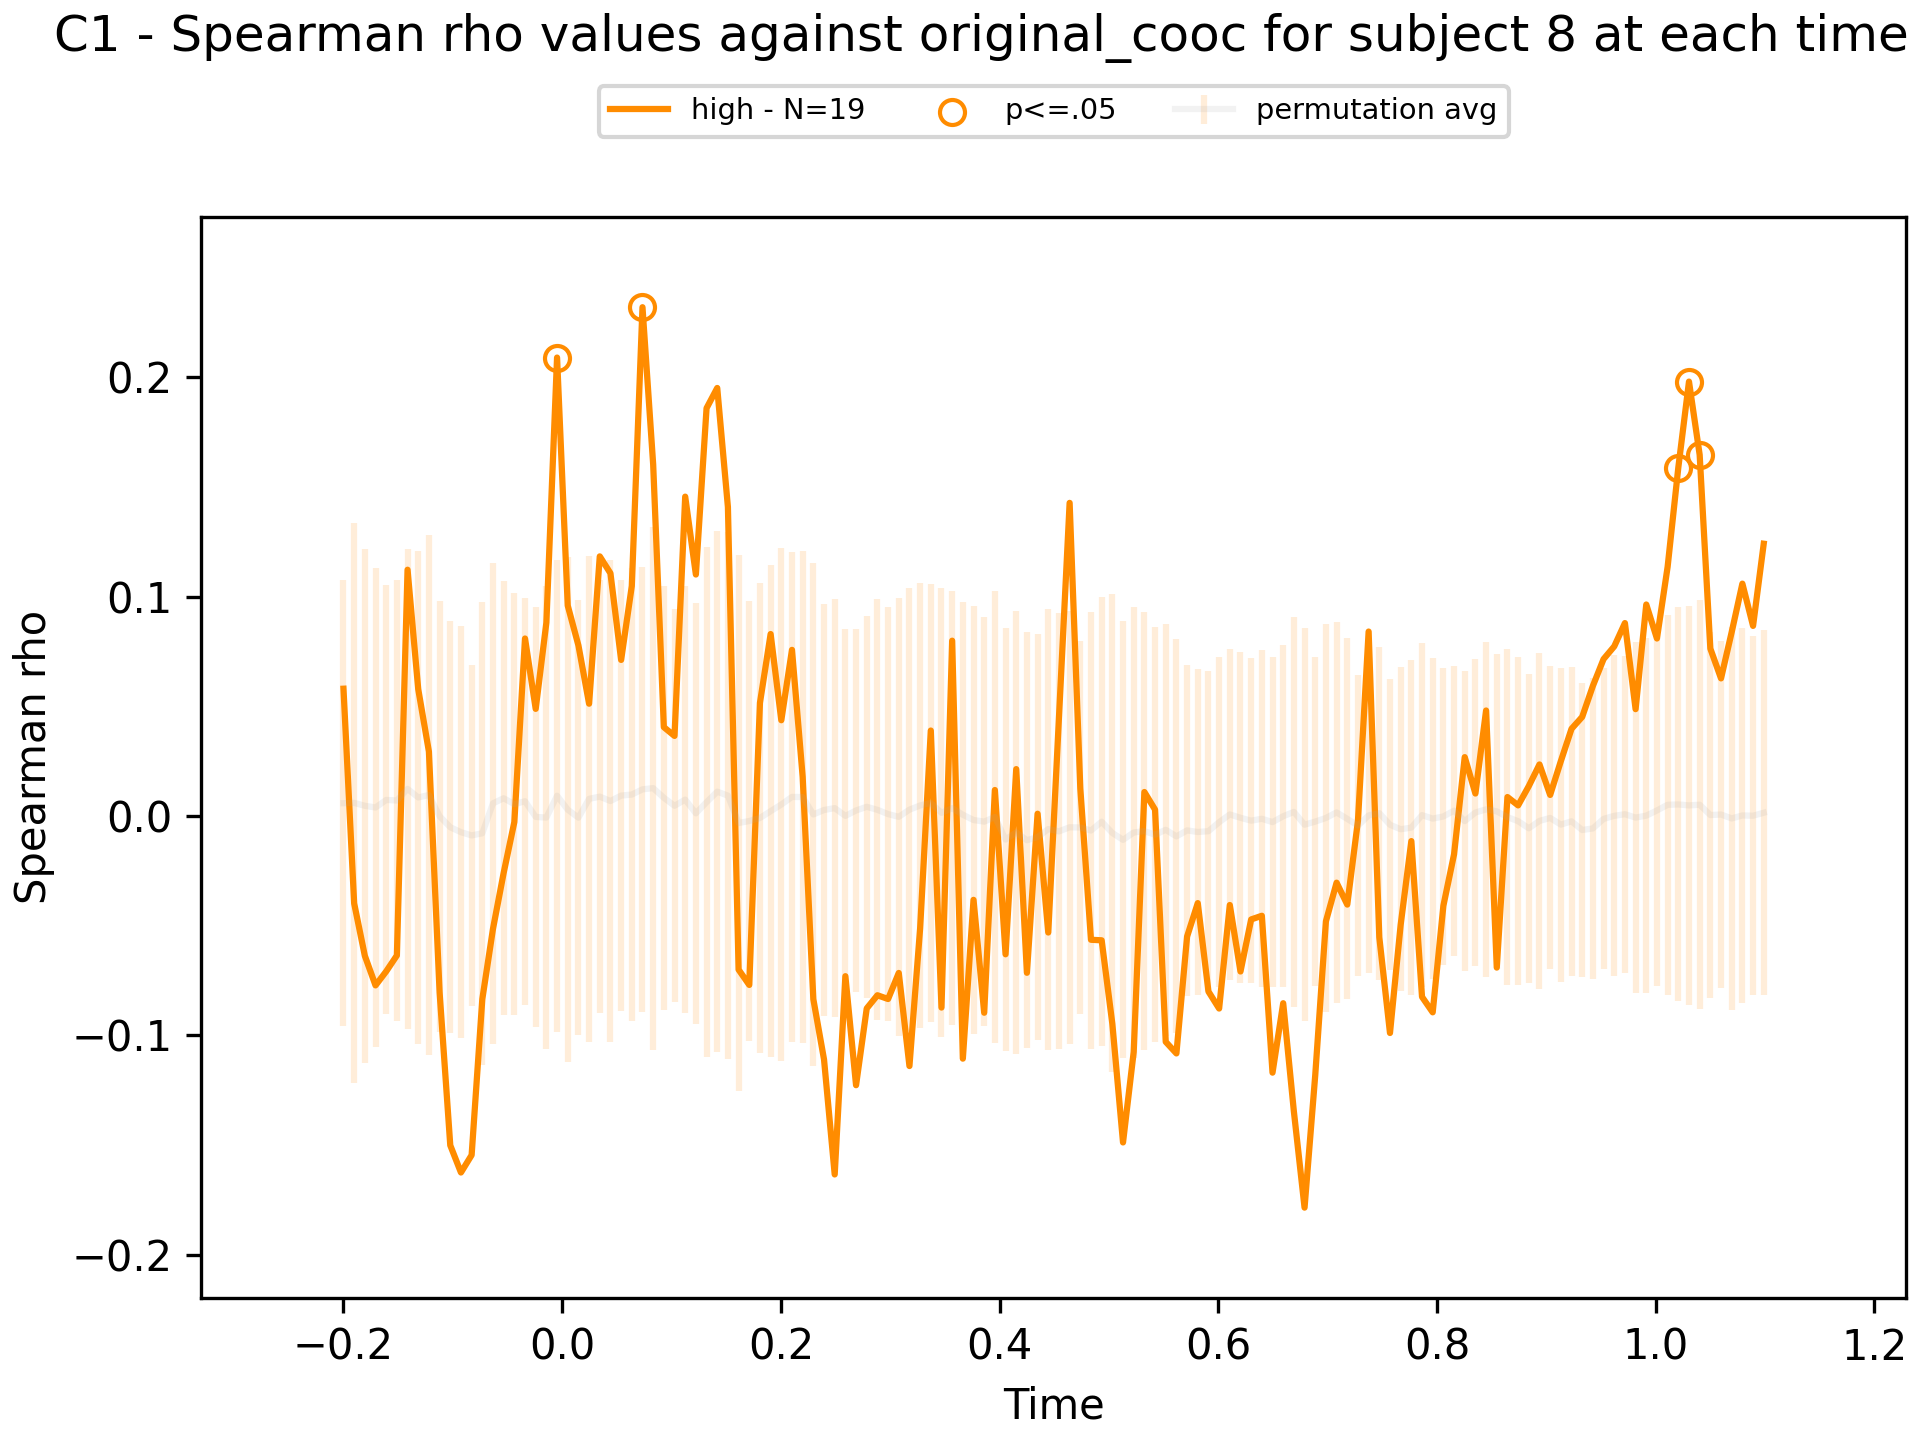 C1 - Spearman rho values against original_cooc for subject 8 at each time
high - N=19 p<=.05 permutation avg
Spearman rho
0.2
0.1
0.0
−0.1
−0.2
−0.2 0.0 0.2 0.4 0.6 0.8 1.0 1.2
Time